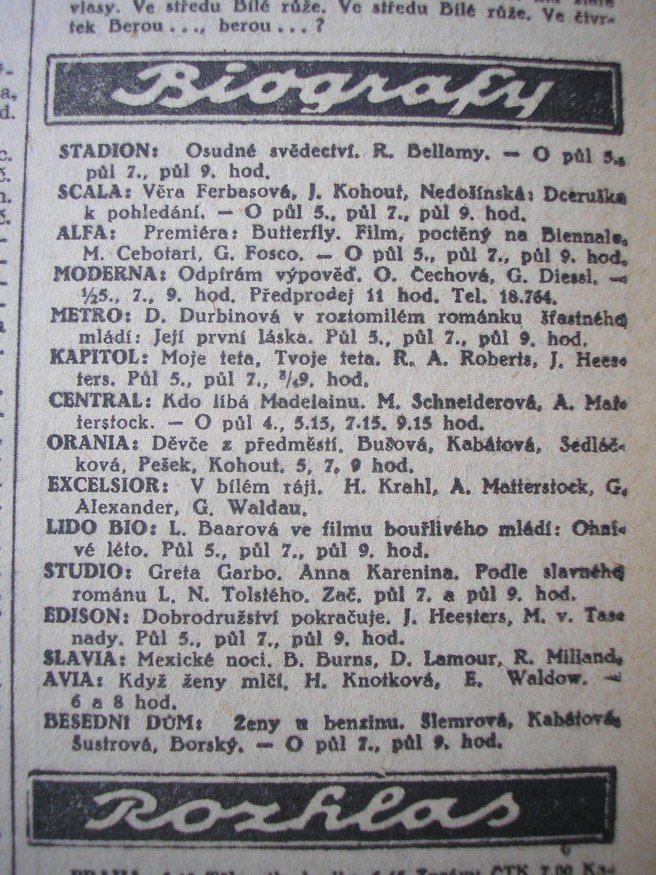 vlasy. Ve středu Bílé růže. Ve středu Bílé růže. Ve čtvr-
tek Berou . . ., berou . . . ?
Biografy
STADION: Osudné svědectví. R. Bellamy. — O půl 5.,
půl 7., půl 9. hod.
SCALA: Věra Ferbasová, J. Kohout, Nedošínská: Dceruška
k pohledání. — O půl 5., půl 7., půl 9. hod.
ALFA: Premiéra: Butterfly. Film, poctěný na Biennale.
M. Cebotari, G. Fosco. — O půl 5., půl 7., půl 9. hod.
MODERNA: Odpírám výpověď. O. Čechová, G. Diessl. —
½5., 7., 9. hod. Předprodej 11 hod. Tel. 18.764.
METRO: D. Durbinová v roztomilém románku šťastného
mládí: Její první láska. Půl 5., půl 7., půl 9. hod.
KAPITOL: Moje teta, Tvoje teta. R. A. Roberts, J. Hees-
ters. Půl 5., půl 7., ¾9. hod.
CENTRAL: Kdo líbá Madelainu. M. Schneiderová, A. Mat-
terstock. — O půl 4., 5.15, 7.15. 9.15 hod.
ORANIA: Děvče z předměstí. Bušová, Kabátová, Sedláč-
ková, Pešek, Kohout. 5, 7, 9 hod.
EXCELSIOR: V bílém ráji. H. Krahl, A. Matterstock, G.
Alexander, G. Waldau.
LIDO BIO: L. Baarová ve filmu bouřlivého mládí: Ohni-
vé léto. Půl 5., půl 7., půl 9. hod.
STUDIO: Greta Garbo. Anna Karenina. Podle slavného
románu L. N. Tolstého. Zač. půl 7. a půl 9. hod.
EDISON: Dobrodružství pokračuje. J. Heesters, M. v. Tas-
nady. Půl 5., půl 7., půl 9. hod.
SLAVIA: Mexické noci. B. Burns, D. Lamour, R. Milland.
AVIA: Když ženy mlčí. H. Knotková, E. Waldow. —
6 a 8 hod.
BESEDNÍ DŮM: Ženy u benzinu. Slemrová, Kabátová,
Šustrová, Borský. — O půl 7., půl 9. hod.
Rozhlas